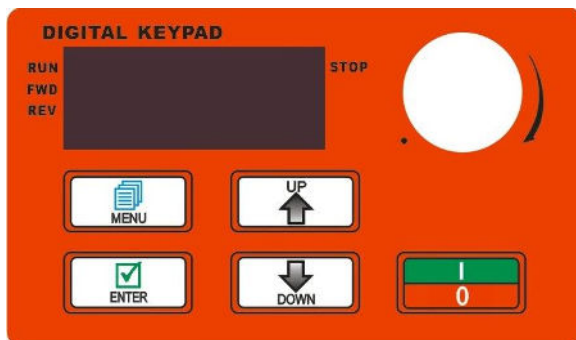 DIGITAL KEYPAD
RUN
STOP
FWD
REV
MENU
UP
ENTER
DOWN
I
0